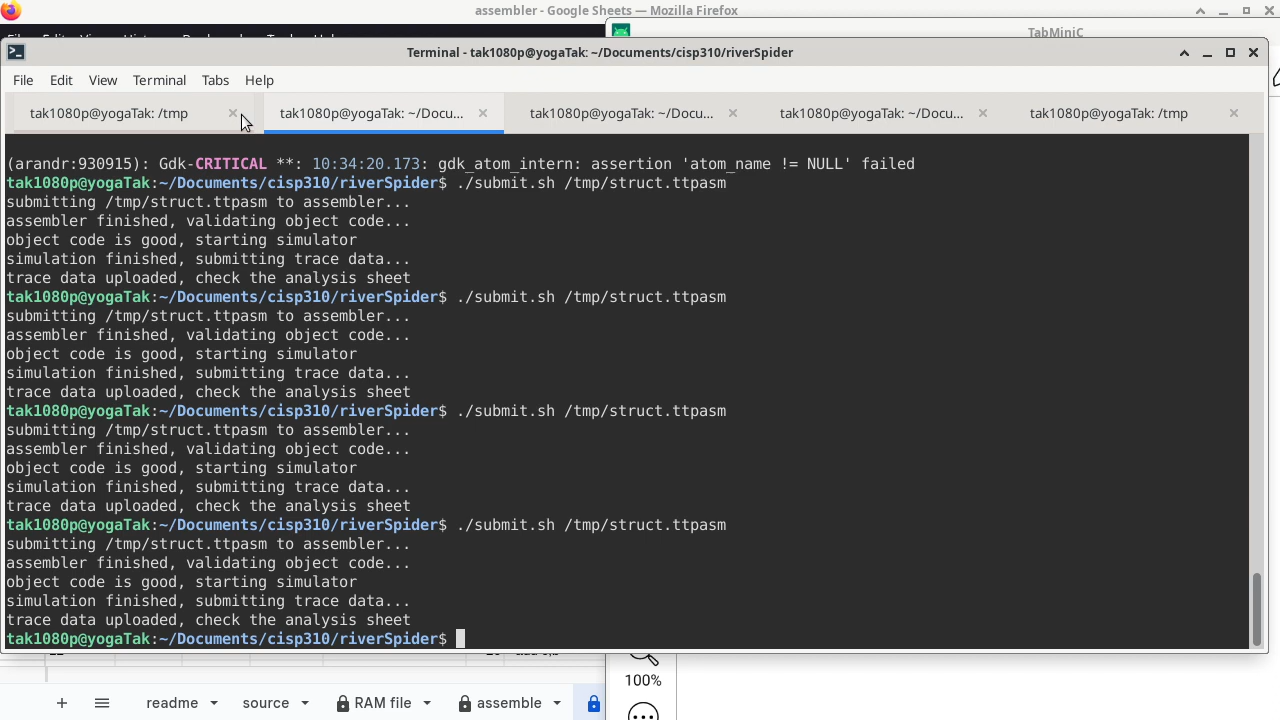 assembler - Google Sheets — Mozilla Firefox
TabMiniC
Terminal - tak1080p@yogaTak: ~/Documents/cisp310/riverSpider
File Edit View Terminal Tabs Help
tak1080p@yogaTak: /tmp
tak1080p@yogaTak: ~/Docu...
tak1080p@yogaTak: ~/Docu...
tak1080p@yogaTak: ~/Docu...
tak1080p@yogaTak: /tmp
(arandr:930915): Gdk-CRITICAL **: 10:34:20.173: gdk_atom_intern: assertion 'atom_name != NULL' failed
tak1080p@yogaTak:~/Documents/cisp310/riverSpider$ ./submit.sh /tmp/struct.ttpasm
submitting /tmp/struct.ttpasm to assembler...
assembler finished, validating object code...
object code is good, starting simulator
simulation finished, submitting trace data...
trace data uploaded, check the analysis sheet
tak1080p@yogaTak:~/Documents/cisp310/riverSpider$ ./submit.sh /tmp/struct.ttpasm
submitting /tmp/struct.ttpasm to assembler...
assembler finished, validating object code...
object code is good, starting simulator
simulation finished, submitting trace data...
trace data uploaded, check the analysis sheet
tak1080p@yogaTak:~/Documents/cisp310/riverSpider$ ./submit.sh /tmp/struct.ttpasm
submitting /tmp/struct.ttpasm to assembler...
assembler finished, validating object code...
object code is good, starting simulator
simulation finished, submitting trace data...
trace data uploaded, check the analysis sheet
tak1080p@yogaTak:~/Documents/cisp310/riverSpider$ ./submit.sh /tmp/struct.ttpasm
submitting /tmp/struct.ttpasm to assembler...
assembler finished, validating object code...
object code is good, starting simulator
simulation finished, submitting trace data...
trace data uploaded, check the analysis sheet
tak1080p@yogaTak:~/Documents/cisp310/riverSpider$
100%
readme source RAM file assemble